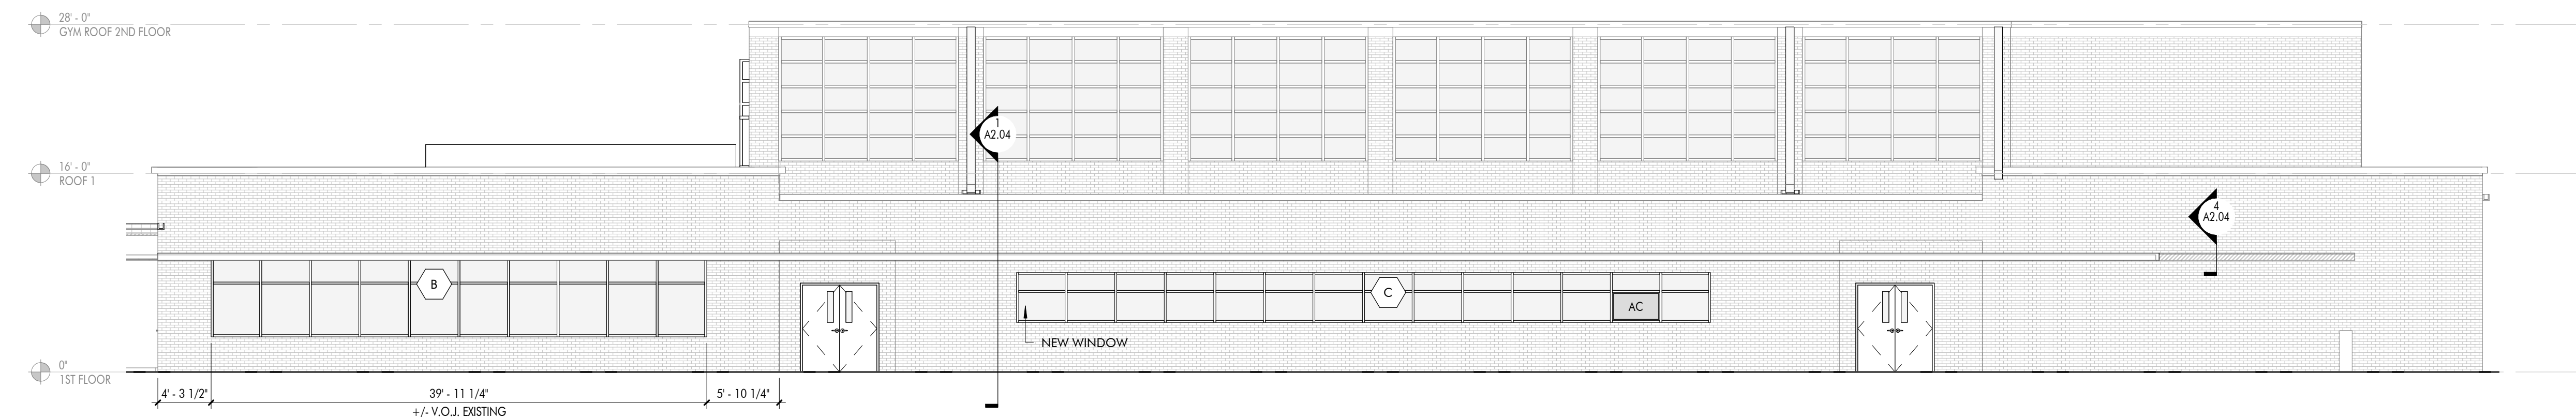 28' - 0"
GYM ROOF 2ND FLOOR
16' - 0"
ROOF 1
1
A2.04
4
A2.04
B
C
AC
NEW WINDOW
0"
1ST FLOOR
4' - 3 1/2"
39' - 11 1/4"
5' - 10 1/4"
+/- V.O.J. EXISTING